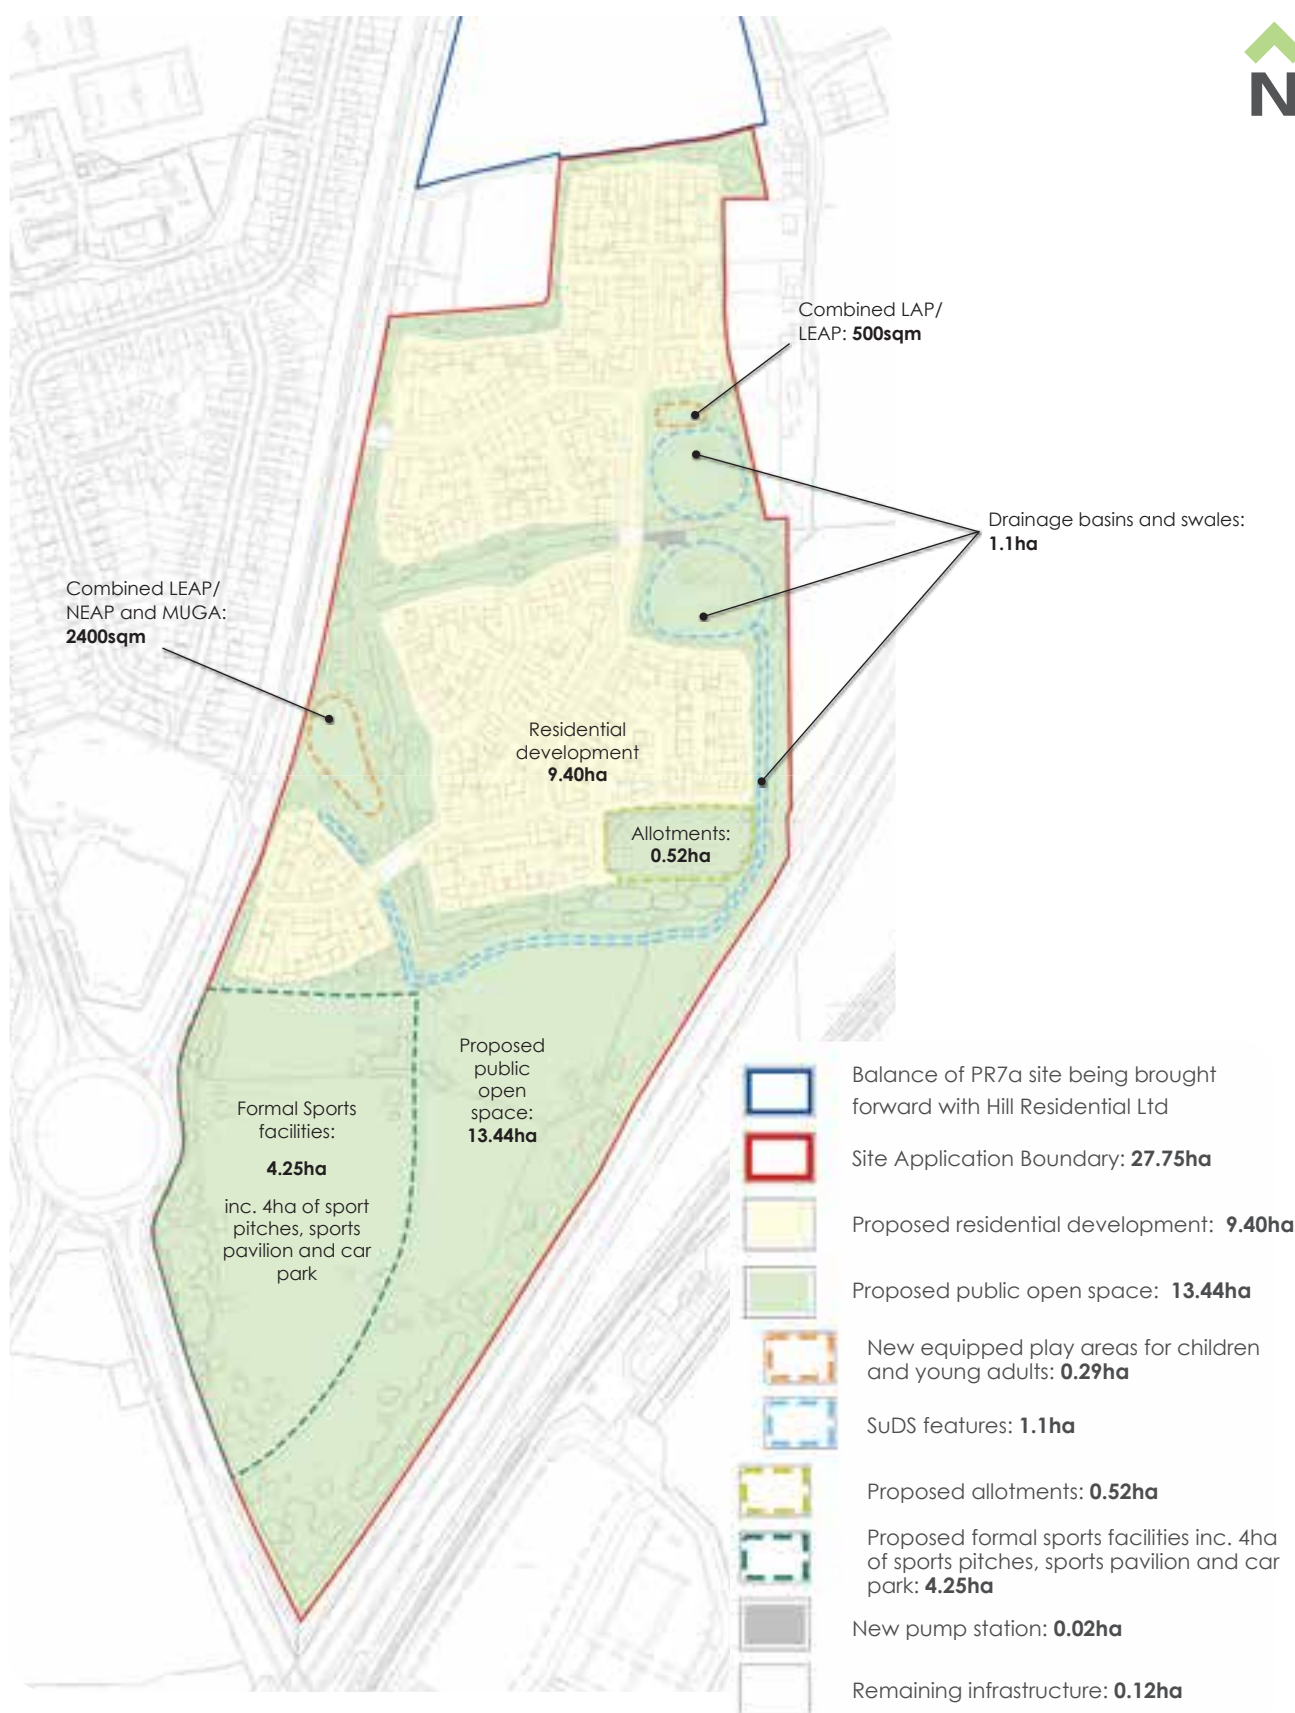 N
Combined LAP/
LEAP: 500sqm
Drainage basins and swales:
1.1ha
Combined LEAP/
NEAP and MUGA:
2400sqm
Residential
development
9.40ha
Allotments:
0.52ha
Proposed
public
open
space:
13.44ha
Formal Sports
facilities:
4.25ha
inc. 4ha of sport
pitches, sports
pavilion and car
park
Balance of PR7a site being brought
forward with Hill Residential Ltd
Site Application Boundary: 27.75ha
Proposed residential development: 9.40ha
Proposed public open space: 13.44ha
New equipped play areas for children
and young adults: 0.29ha
SuDS features: 1.1ha
Proposed allotments: 0.52ha
Proposed formal sports facilities inc. 4ha
of sports pitches, sports pavilion and car
park: 4.25ha
New pump station: 0.02ha
Remaining infrastructure: 0.12ha